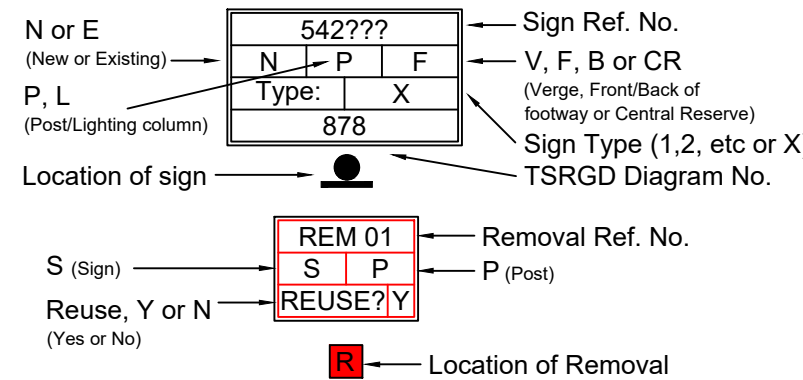 N or E
(New or Existing)
P, L
(Post/Lighting column)
Location of sign
542???
N P F
Type: X
878
Sign Ref. No.
V, F, B or CR
(Verge, Front/Back of
footway or Central Reserve)
Sign Type (1,2, etc or X)
TSRGD Diagram No.
S (Sign)
Reuse, Y or N
(Yes or No)
REM 01
S P
REUSE? Y
Removal Ref. No.
P (Post)
R
Location of Removal